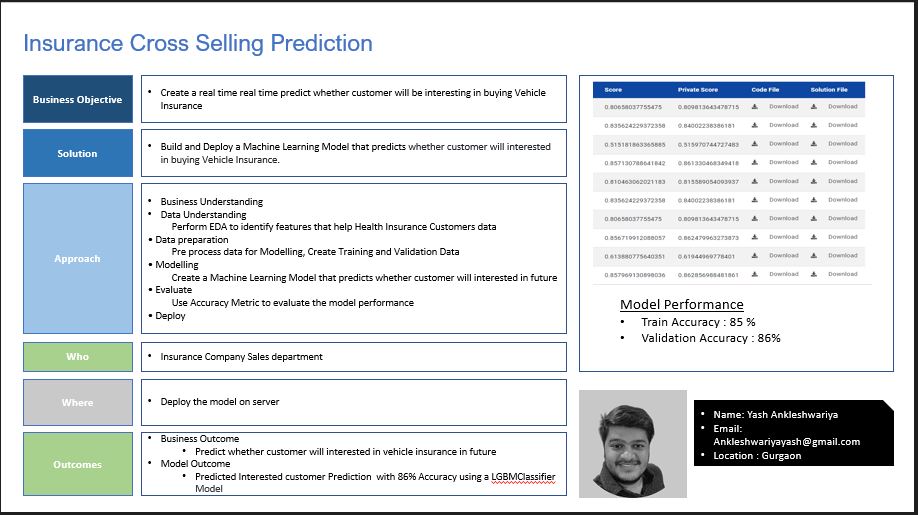 Insurance Cross Selling Prediction
Business Objective
• Create a real time real time predict whether customer will be interesting in buying Vehicle
Insurance
Solution
• Build and Deploy a Machine Learning Model that predicts whether customer will interested
in buying Vehicle Insurance.
Approach
• Business Understanding
• Data Understanding
Perform EDA to identify features that help Health Insurance Customers data
• Data preparation
Pre process data for Modelling, Create Training and Validation Data
• Modelling
Create a Machine Learning Model that predicts whether customer will interested in future
• Evaluate
Use Accuracy Metric to evaluate the model performance
• Deploy
Who
• Insurance Company Sales department
Where
• Deploy the model on server
Outcomes
• Business Outcome
• Predict whether customer will interested in vehicle insurance in future
• Model Outcome
• Predicted Interested customer Prediction with 86% Accuracy using a LGBMClassifier
Model
Score Private Score Code File Solution File
0.80658037755475 0.809813643478715 Download Download
0.835624229372358 0.84002238386181 Download Download
0.515181863365885 0.515970744727483 Download Download
0.857130788641842 0.861330468349418 Download Download
0.810463062021183 0.815589054093937 Download Download
0.835624229372358 0.84002238386181 Download Download
0.80658037755475 0.809813643478715 Download Download
0.856719912088057 0.862479963273873 Download Download
0.613880775640351 0.61944969778401 Download Download
0.857969130898036 0.862856988481861 Download Download
Model Performance
• Train Accuracy : 85 %
• Validation Accuracy : 86%
• Name: Yash Ankleshwariya
• Email:
Ankleshwariyayash@gmail.com
• Location : Gurgaon